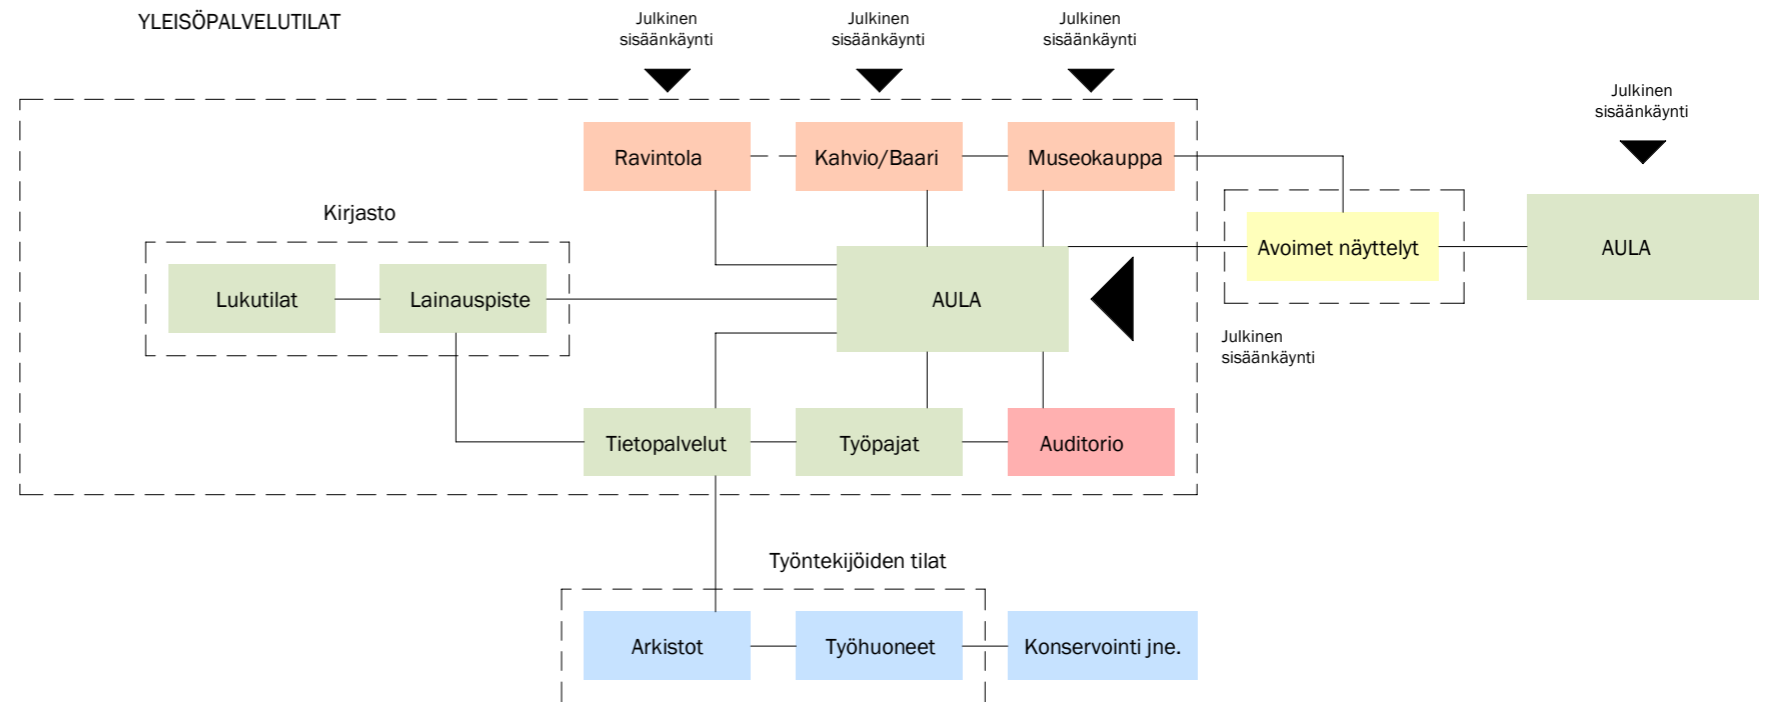 YLEISÖPALVELUTILAT
Julkinen
sisäänkäynti
Julkinen
sisäänkäynti
Julkinen
sisäänkäynti
Julkinen
sisäänkäynti
Ravintola
Kahvio/Baari
Museokauppa
Kirjasto
Avoimet näyttelyt
AULA
Lukutilat
Lainauspiste
AULA
Julkinen
sisäänkäynti
Tietopalvelut
Työpajat
Auditorio
Työntekijöiden tilat
Arkistot
Työhuoneet
Konservointi jne.